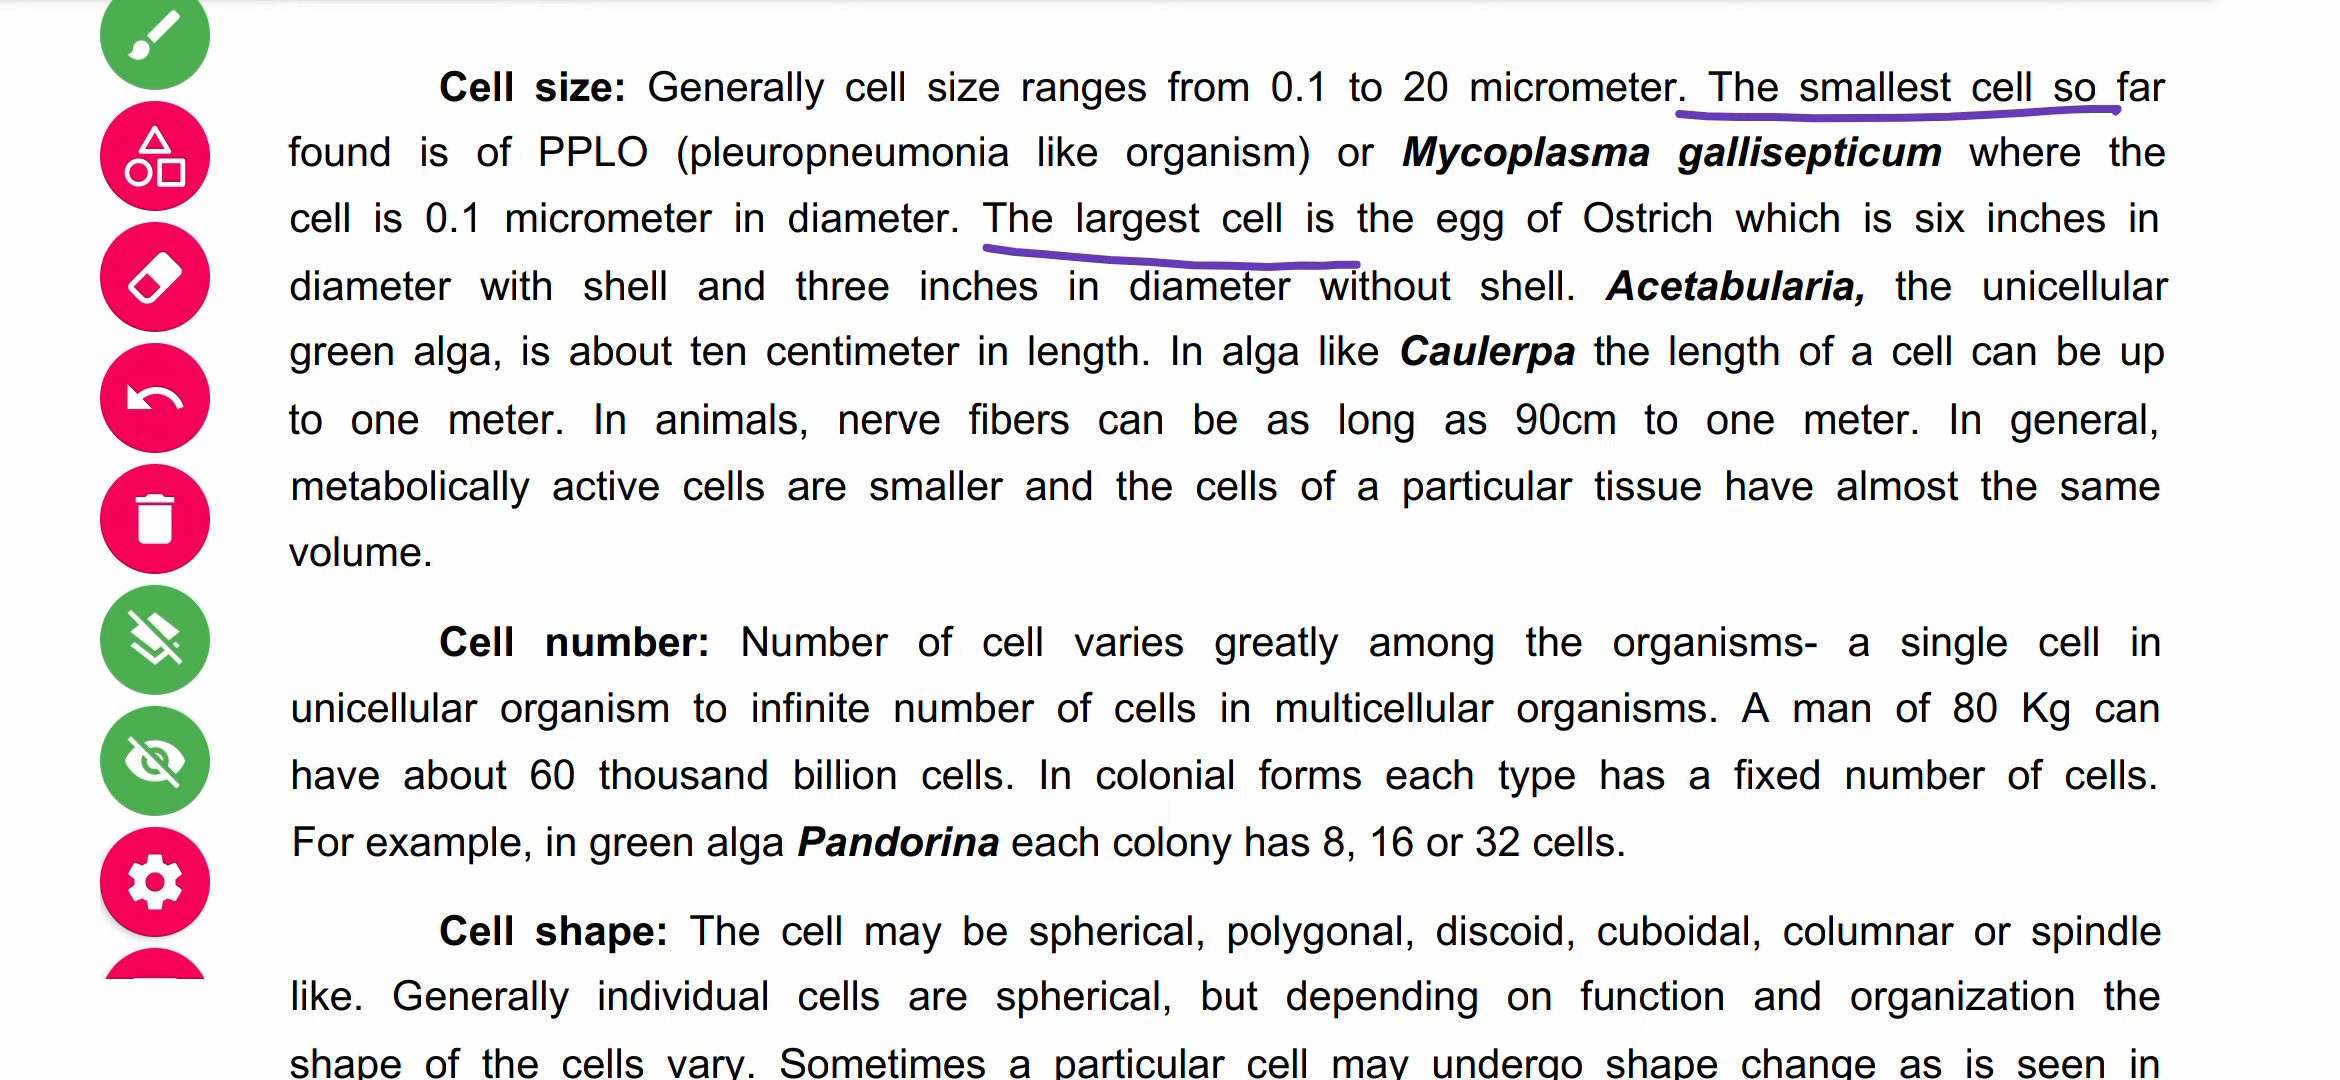 Cell size: Generally cell size ranges from 0.1 to 20 micrometer. The smallest cell so far
found is of PPLO (pleuropneumonia like organism) or Mycoplasma gallisepticum where the
cell is 0.1 micrometer in diameter. The largest cell is the egg of Ostrich which is six inches in
diameter with shell and three inches in diameter without shell. Acetabularia, the unicellular
green alga, is about ten centimeter in length. In alga like Caulerpa the length of a cell can be up
to one meter. In animals, nerve fibers can be as long as 90cm to one meter. In general,
metabolically active cells are smaller and the cells of a particular tissue have almost the same
volume.
Cell number: Number of cell varies greatly among the organisms- a single cell in
unicellular organism to infinite number of cells in multicellular organisms. A man of 80 Kg can
have about 60 thousand billion cells. In colonial forms each type has a fixed number of cells.
For example, in green alga Pandorina each colony has 8, 16 or 32 cells.
Cell shape: The cell may be spherical, polygonal, discoid, cuboidal, columnar or spindle
like. Generally individual cells are spherical, but depending on function and organization the
shape of the cells vary. Sometimes a particular cell may undergo shape change as is seen in